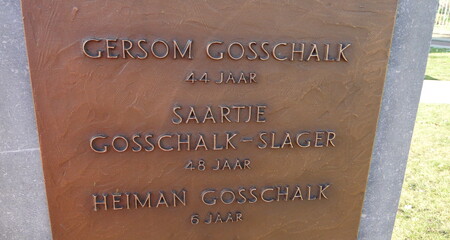 GERSOM GOSSCHALK
44 JAAR
SAARTJE
GOSSCHALK-SLAGER
48 JAAR
HEIMAN GOSSCHALK
6 JAAR